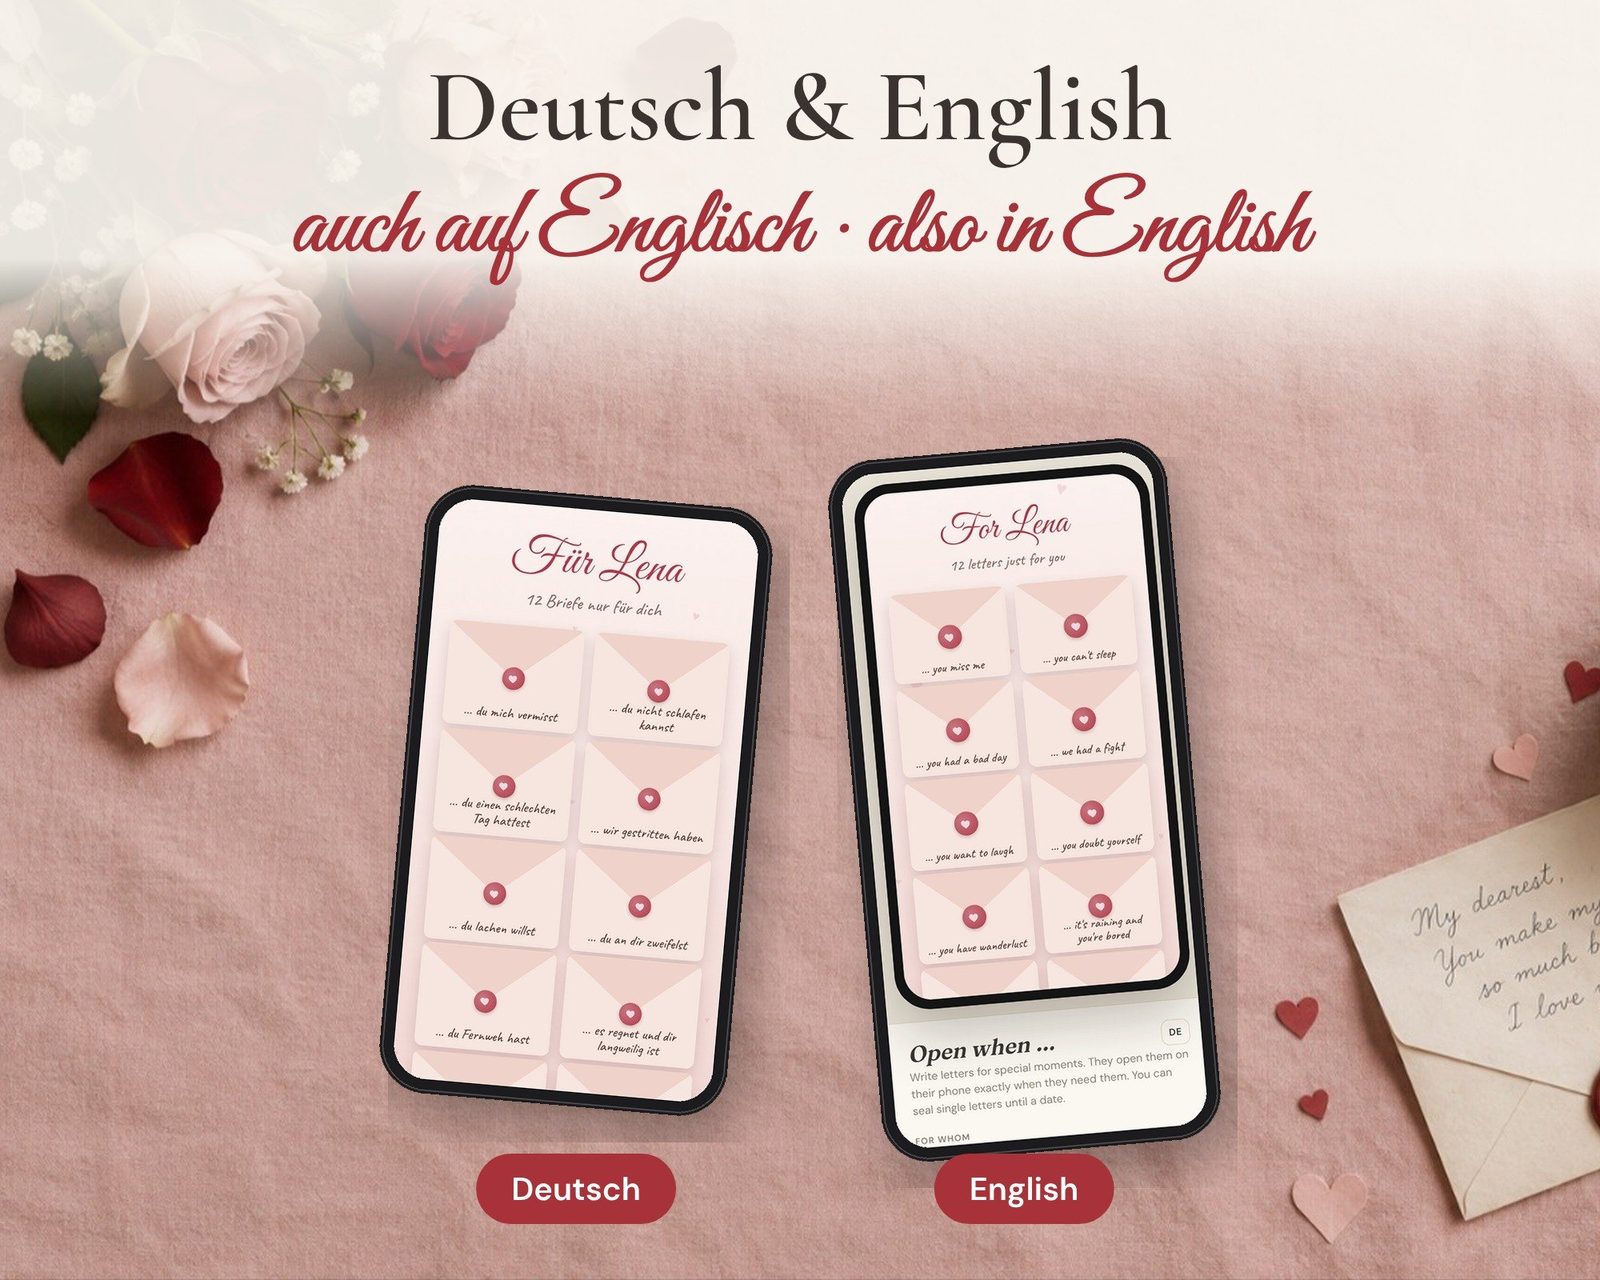 Deutsch & English
auch auf Englisch · also in English
Für Lena
12 Briefe nur für dich
... du mich vermisst
... du nicht schlafen
kannst
... du einen schlechten
Tag hattest
... wir gestritten haben
... du lachen willst
... du an dir zweifelst
... du Fernweh hast
... es regnet und dir
langweilig ist
Deutsch
For Lena
12 letters just for you
... you miss me
... you can't sleep
... you had a bad day
... we had a fight
... you want to laugh
... you doubt yourself
... you have wanderlust
... it's raining and
you're bored
DE
Open when ...
Write letters for special moments. They open them on
their phone exactly when they need them. You can
seal single letters until a date.
FOR WHOM
English
My dearest,
You make my
so much
I love